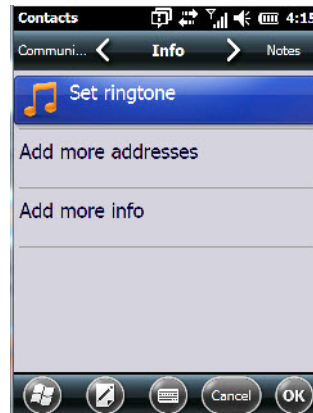 Contacts 4:15
Communi... Info Notes
Set ringtone
Add more addresses
Add more info
Cancel OK